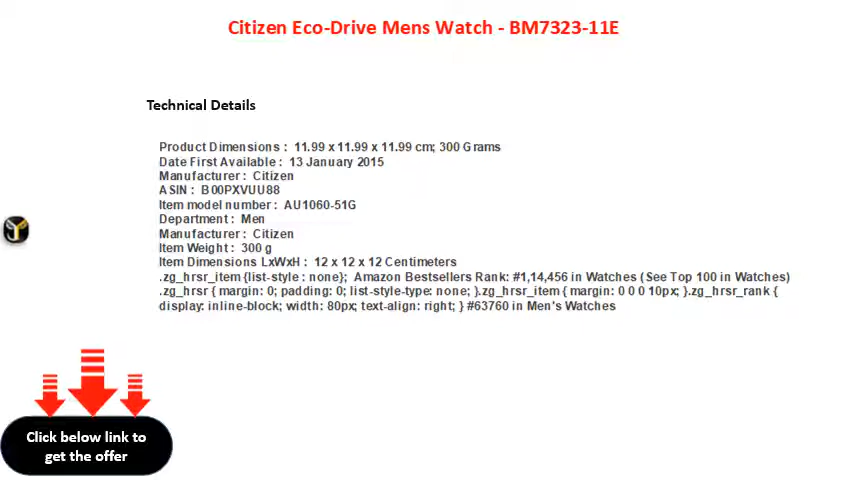 Citizen Eco-Drive Mens Watch - BM7323-11E
Technical Details
Product Dimensions : 11.99 x 11.99 x 11.99 cm; 300 Grams
Date First Available : 13 January 2015
Manufacturer : Citizen
ASIN : B00PXVUU88
Item model number : AU1060-51G
Department : Men
Manufacturer : Citizen
Item Weight : 300 g
Item Dimensions LxWxH : 12 x 12 x 12 Centimeters
.zg_hrsr_item {list-style : none}; Amazon Bestsellers Rank: #1,14,456 in Watches (See Top 100 in Watches)
.zg_hrsr { margin: 0; padding: 0; list-style-type: none; }.zg_hrsr_item { margin: 0 0 0 10px; }.zg_hrsr_rank {
display: inline-block; width: 80px; text-align: right; } #63760 in Men's Watches
Click below link to
get the offer